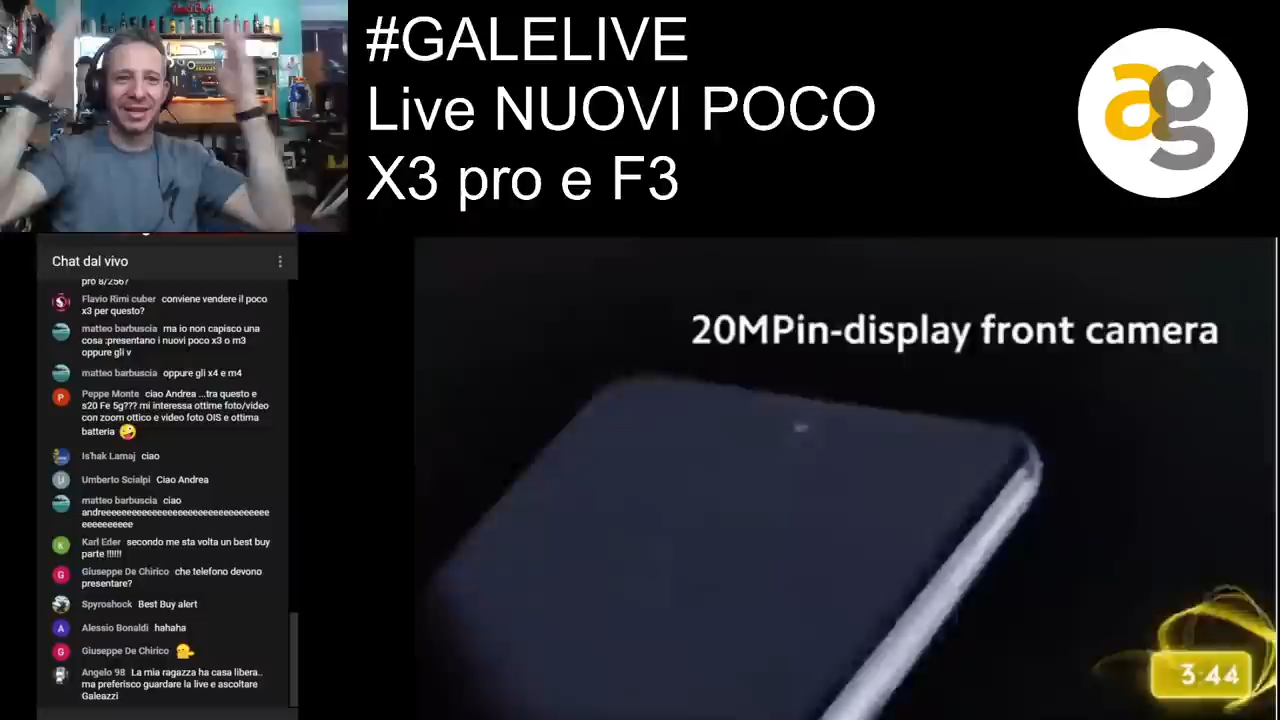 #GALELIVE
Live NUOVI POCO
X3 pro e F3
ag
Chat dal vivo
pro 8/256?
Flavio Rimi cuber conviene vendere il poco
x3 per questo?
matteo barbuscia ma io non capisco una
cosa :presentano i nuovi poco x3 o m3
oppure gli v
matteo barbuscia oppure gli x4 e m4
P
Peppe Monte ciao Andrea ...tra questo e
s20 Fe 5g??? mi interessa ottime foto/video
con zoom ottico e video foto OIS e ottima
batteria
Is'hak Lamaj ciao
U
Umberto Scialpi Ciao Andrea
matteo barbuscia ciao
andreeeeeeeeeeeeeeeeeeeeeeeeeeeeeeeee
eeeeeeeeee
K
Karl Eder secondo me sta volta un best buy
parte !!!!!!
G
Giuseppe De Chirico che telefono devono
presentare?
Spyroshock Best Buy alert
A
Alessio Bonaldi hahaha
G
Giuseppe De Chirico
Angelo 98 La mia ragazza ha casa libera..
ma preferisco guardare la live e ascoltare
Galeazzi
20MPin-display front camera
3:44